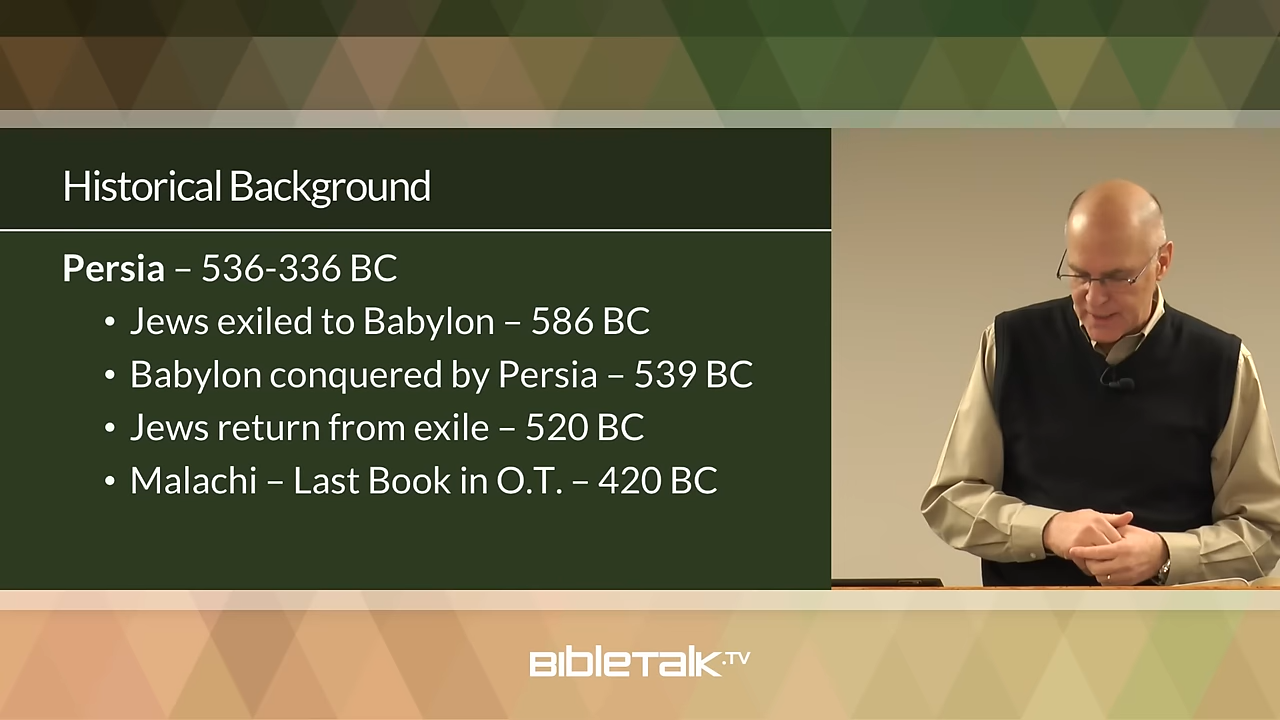 Historical Background
Persia – 536-336 BC
• Jews exiled to Babylon – 586 BC
• Babylon conquered by Persia – 539 BC
• Jews return from exile – 520 BC
• Malachi – Last Book in O.T. – 420 BC
BIBLETALK.TV